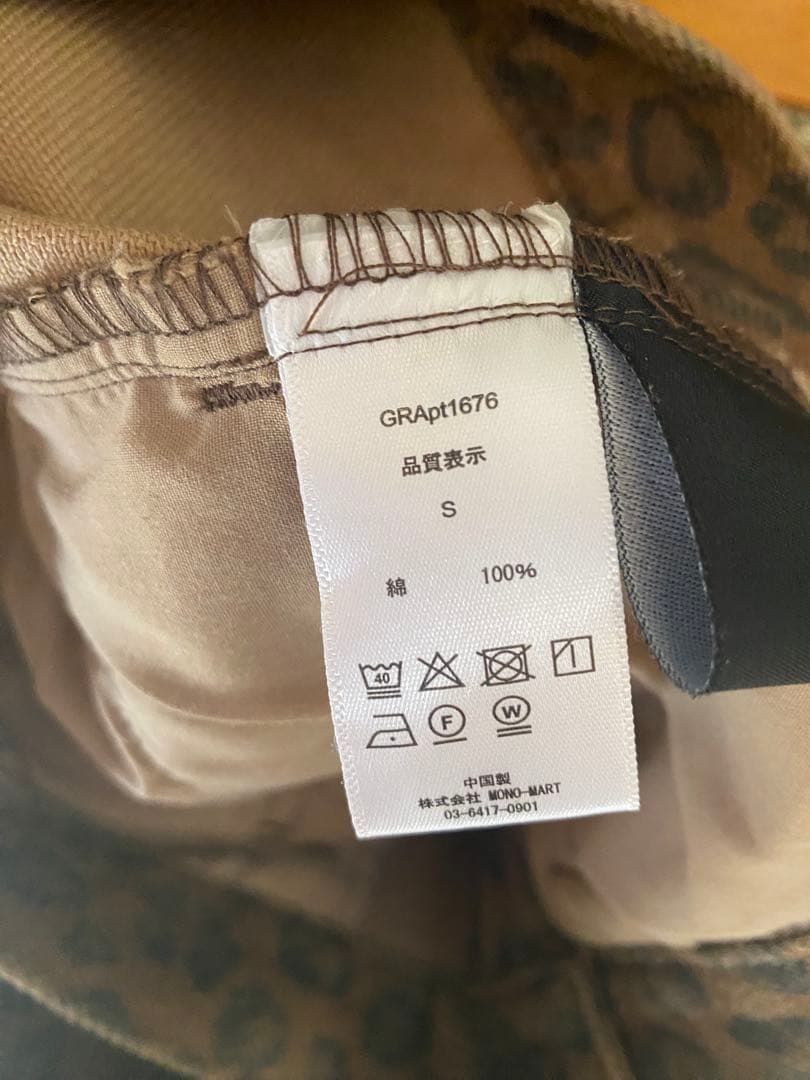 GRApt1676
品質表示
S
綿 100%
40
F W
中国製
株式会社 MONO-MART
03-6417-0901